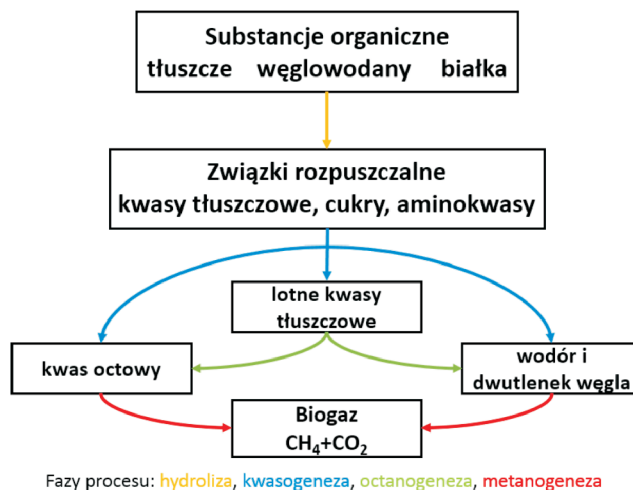 Substancje organiczne
tłuszcze węglowodany białka
Związki rozpuszczalne
kwasy tłuszczowe, cukry, aminokwasy
lotne kwasy
tłuszczowe
kwas octowy
wodór i
dwutlenek węgla
Biogaz
CH₄+CO₂
Fazy procesu: hydroliza, kwasogeneza, octanogeneza, metanogeneza